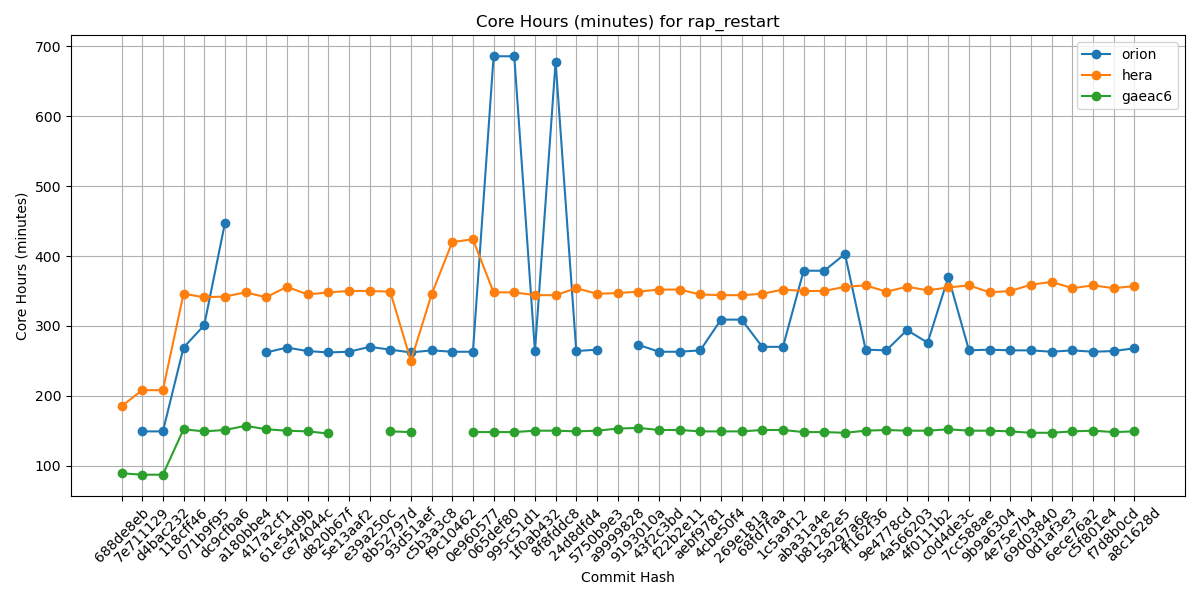 Core Hours (minutes) for rap_restart
orion
hera
gaeac6
Core Hours (minutes)
700
600
500
400
300
200
100
688de8eb
7e711129
d4bac232
118cff46
071b9f95
dc9cfba6
a180bbe4
417a2cf1
61e54d9b
ce74044c
d820b67f
5e13aaf2
e39a250c
8b52797d
93d51aef
c5b3a3c8
f9c10462
0e960577
065def80
995c51d1
1f0ab432
8f8fdfc8
24d8dfd4
5750b9e3
a9999828
9193010a
43f2c3bd
f22b2e11
aebf9781
4cbe50f4
269e181a
68fd7faa
1c5a9f12
aba31a4e
b81282e5
5a297a6e
ff162f36
9e4778cd
4a566203
4f011b2
c0d4de3c
7cc588ae
9b9a6304
4e75e7b4
69d03840
0d1af3e3
6ece76a2
c5f801e4
f7d8b0cd
a8c1628d
Commit Hash